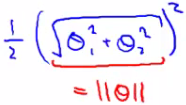 1/2 (√(θ₁² + θ₂²))²
= ||θ||